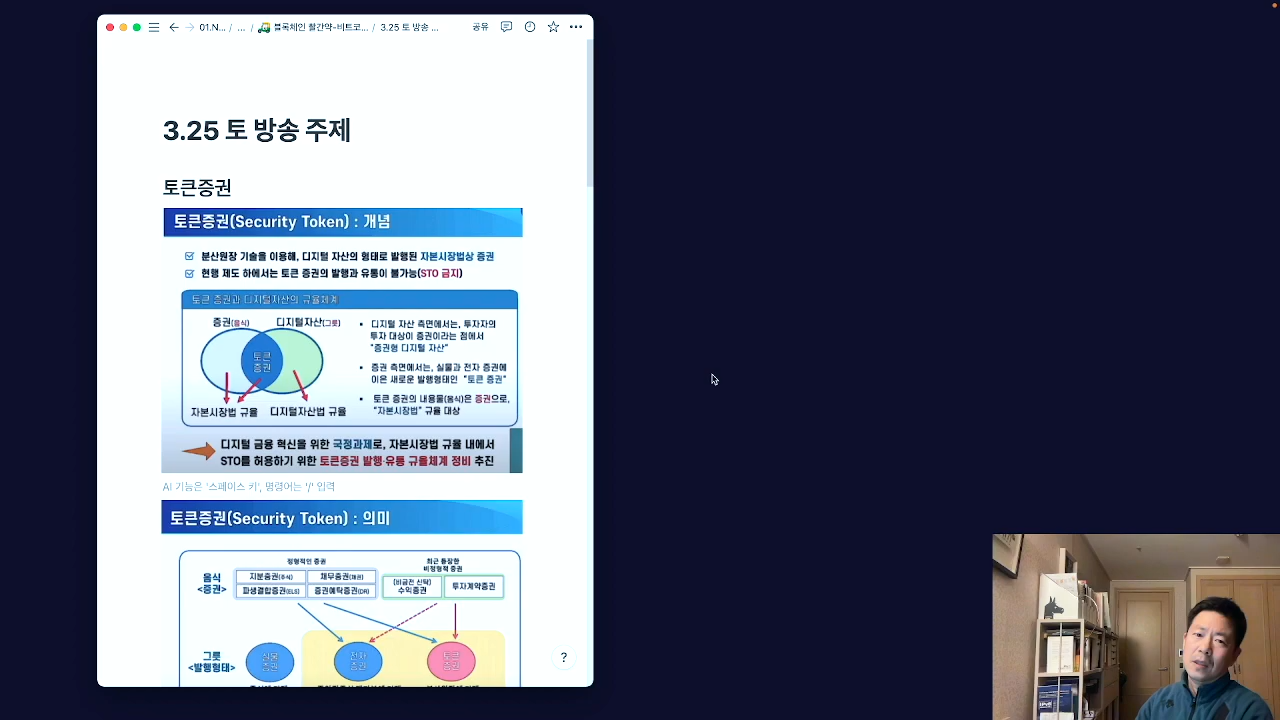 01.N... / ... / 블록체인 빨간약-비트코... / 3.25 토 방송 ... 공유
3.25 토 방송 주제
토큰증권
토큰증권(Security Token) : 개념
분산원장 기술을 이용해, 디지털 자산의 형태로 발행된 자본시장법상 증권
현행 제도 하에서는 토큰 증권의 발행과 유통이 불가능(STO 금지)
토큰 증권과 디지털자산의 규율체계
증권(음식) 디지털자산(그릇)
토큰
증권
자본시장법 규율 디지털자산법 규율
• 디지털 자산 측면에서는, 투자자의
투자 대상이 증권이라는 점에서
"증권형 디지털 자산"
• 증권 측면에서는, 실물과 전자 증권에
이은 새로운 발행형태인 "토큰 증권"
• 토큰 증권의 내용물(음식)은 증권으로,
"자본시장법" 규율 대상
디지털 금융 혁신을 위한 국정과제로, 자본시장법 규율 내에서
STO를 허용하기 위한 토큰증권 발행·유통 규율체계 정비 추진
AI 기능은 '스페이스 키', 명령어는 '/' 입력
토큰증권(Security Token) : 의미
정형적인 증권
최근 등장한
비정형적 증권
음식
<증권>
지분증권(주식) 채무증권(채권)
파생결합증권(ELS) 증권예탁증권(DR)
(비금전 신탁)
수익증권
투자계약증권
그릇
<발행형태>
실물
증권
전자
증권
토큰
증권
?